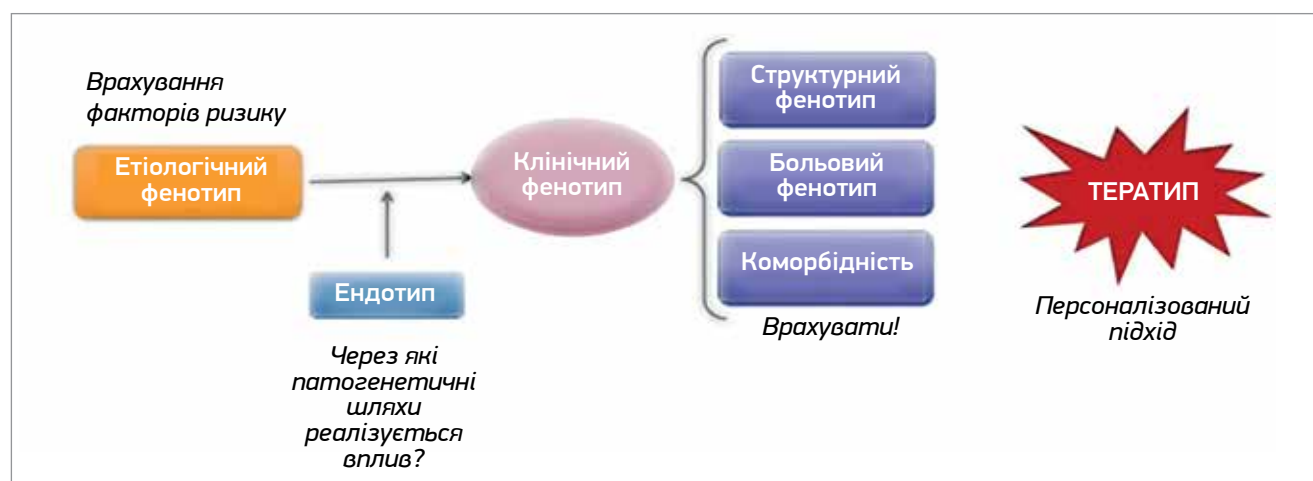 Врахування
факторів ризику
Етіологічний
фенотип
Ендотип
Через які
патогенетичні
шляхи
реалізується
вплив?
Клінічний
фенотип
Структурний
фенотип
Больовий
фенотип
Коморбідність
Врахувати!
ТЕРАТИП
Персоналізований
підхід